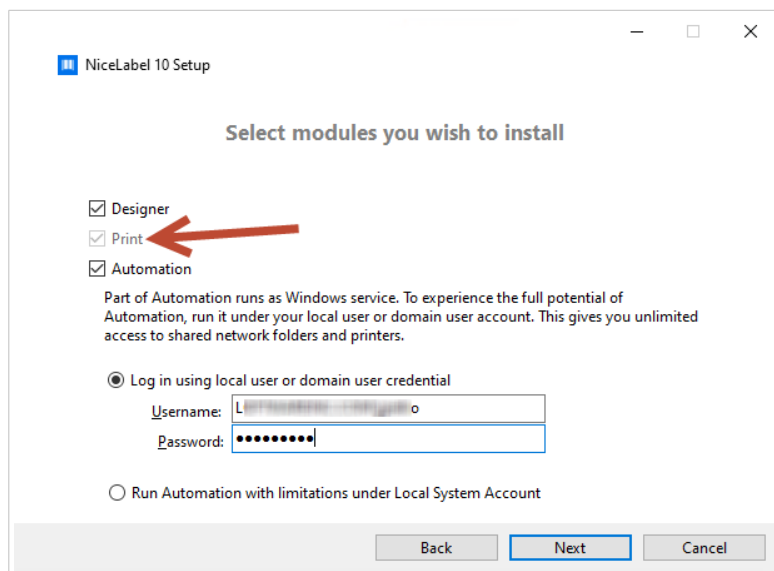 NiceLabel 10 Setup
Select modules you wish to install
Designer
Print
Automation
Part of Automation runs as Windows service. To experience the full potential of
Automation, run it under your local user or domain user account. This gives you unlimited
access to shared network folders and printers.
Log in using local user or domain user credential
Username:
Password:
Run Automation with limitations under Local System Account
Back Next Cancel